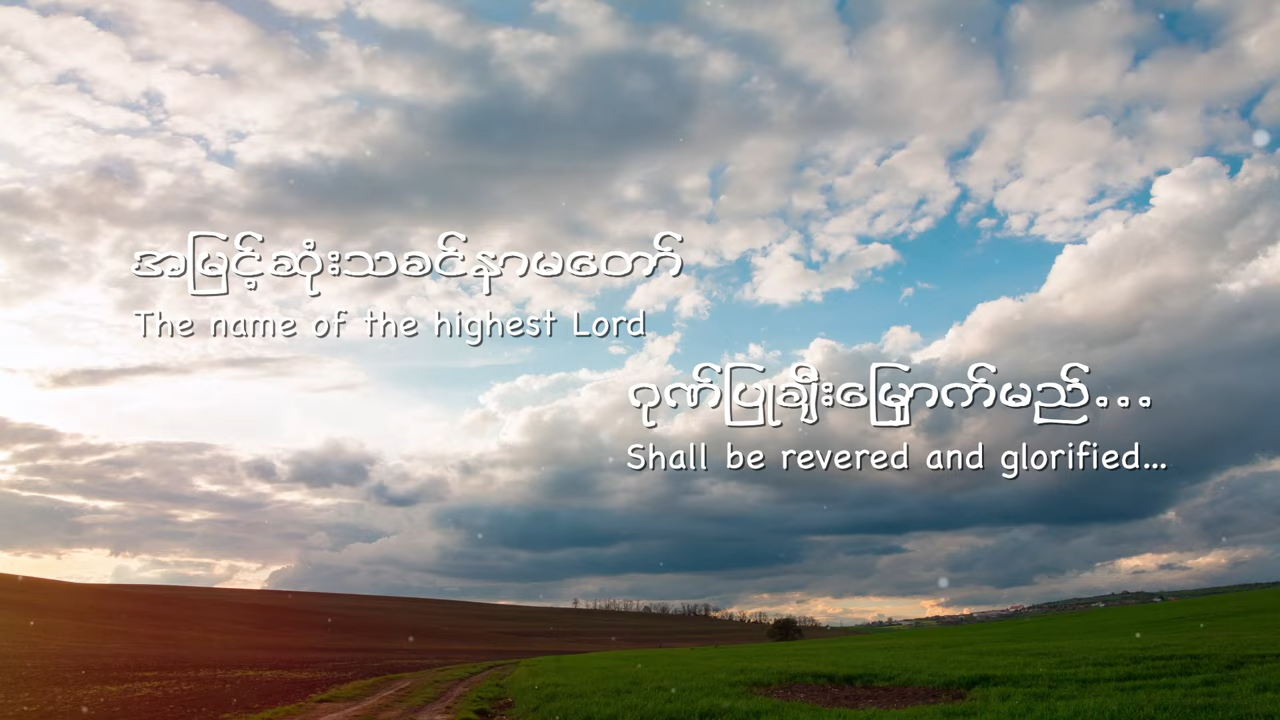 အမြင့်ဆုံးသခင်နာမတော်
The name of the highest Lord
ဂုဏ်ပြုချီးမြှောက်မည်...
Shall be revered and glorified...